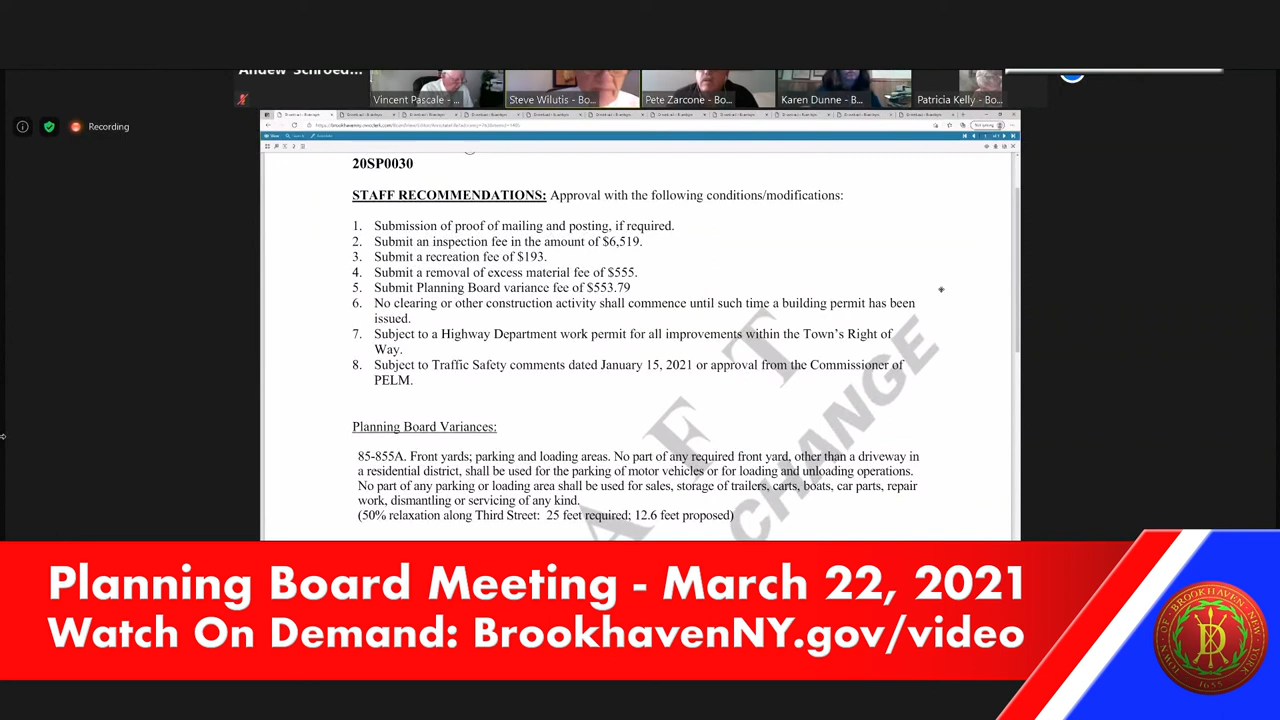 Andew Schroed...
Vincent Pascale - ...
Steve Wilutis - Bo...
Pete Zarcone - Bo...
Karen Dunne - B...
Patricia Kelly - Bo...
Recording
20SP0030
STAFF RECOMMENDATIONS: Approval with the following conditions/modifications:
1. Submission of proof of mailing and posting, if required.
2. Submit an inspection fee in the amount of $6,519.
3. Submit a recreation fee of $193.
4. Submit a removal of excess material fee of $555.
5. Submit Planning Board variance fee of $553.79
6. No clearing or other construction activity shall commence until such time a building permit has been
issued.
7. Subject to a Highway Department work permit for all improvements within the Town's Right of
Way.
8. Subject to Traffic Safety comments dated January 15, 2021 or approval from the Commissioner of
PELM.
Planning Board Variances:
85-855A. Front yards; parking and loading areas. No part of any required front yard, other than a driveway in
a residential district, shall be used for the parking of motor vehicles or for loading and unloading operations.
No part of any parking or loading area shall be used for sales, storage of trailers, carts, boats, car parts, repair
work, dismantling or servicing of any kind.
(50% relaxation along Third Street: 25 feet required; 12.6 feet proposed)
A F T
CHANGE
Planning Board Meeting - March 22, 2021
Watch On Demand: BrookhavenNY.gov/video
TOWN OF BROOKHAVEN NEW YORK
1655